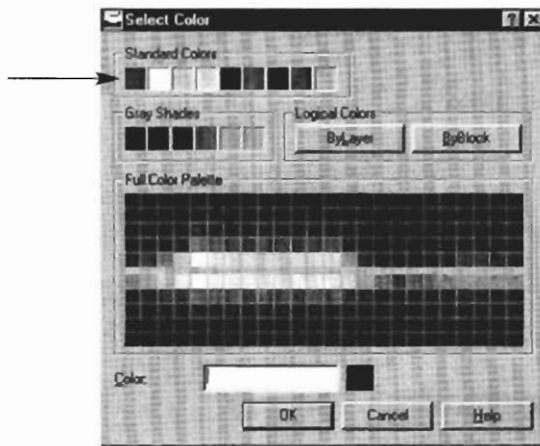 Select Color
Standard Colors
Gray Shades
Logical Colors
ByLayer
ByBlock
Full Color Palette
Color:
OK
Cancel
Help